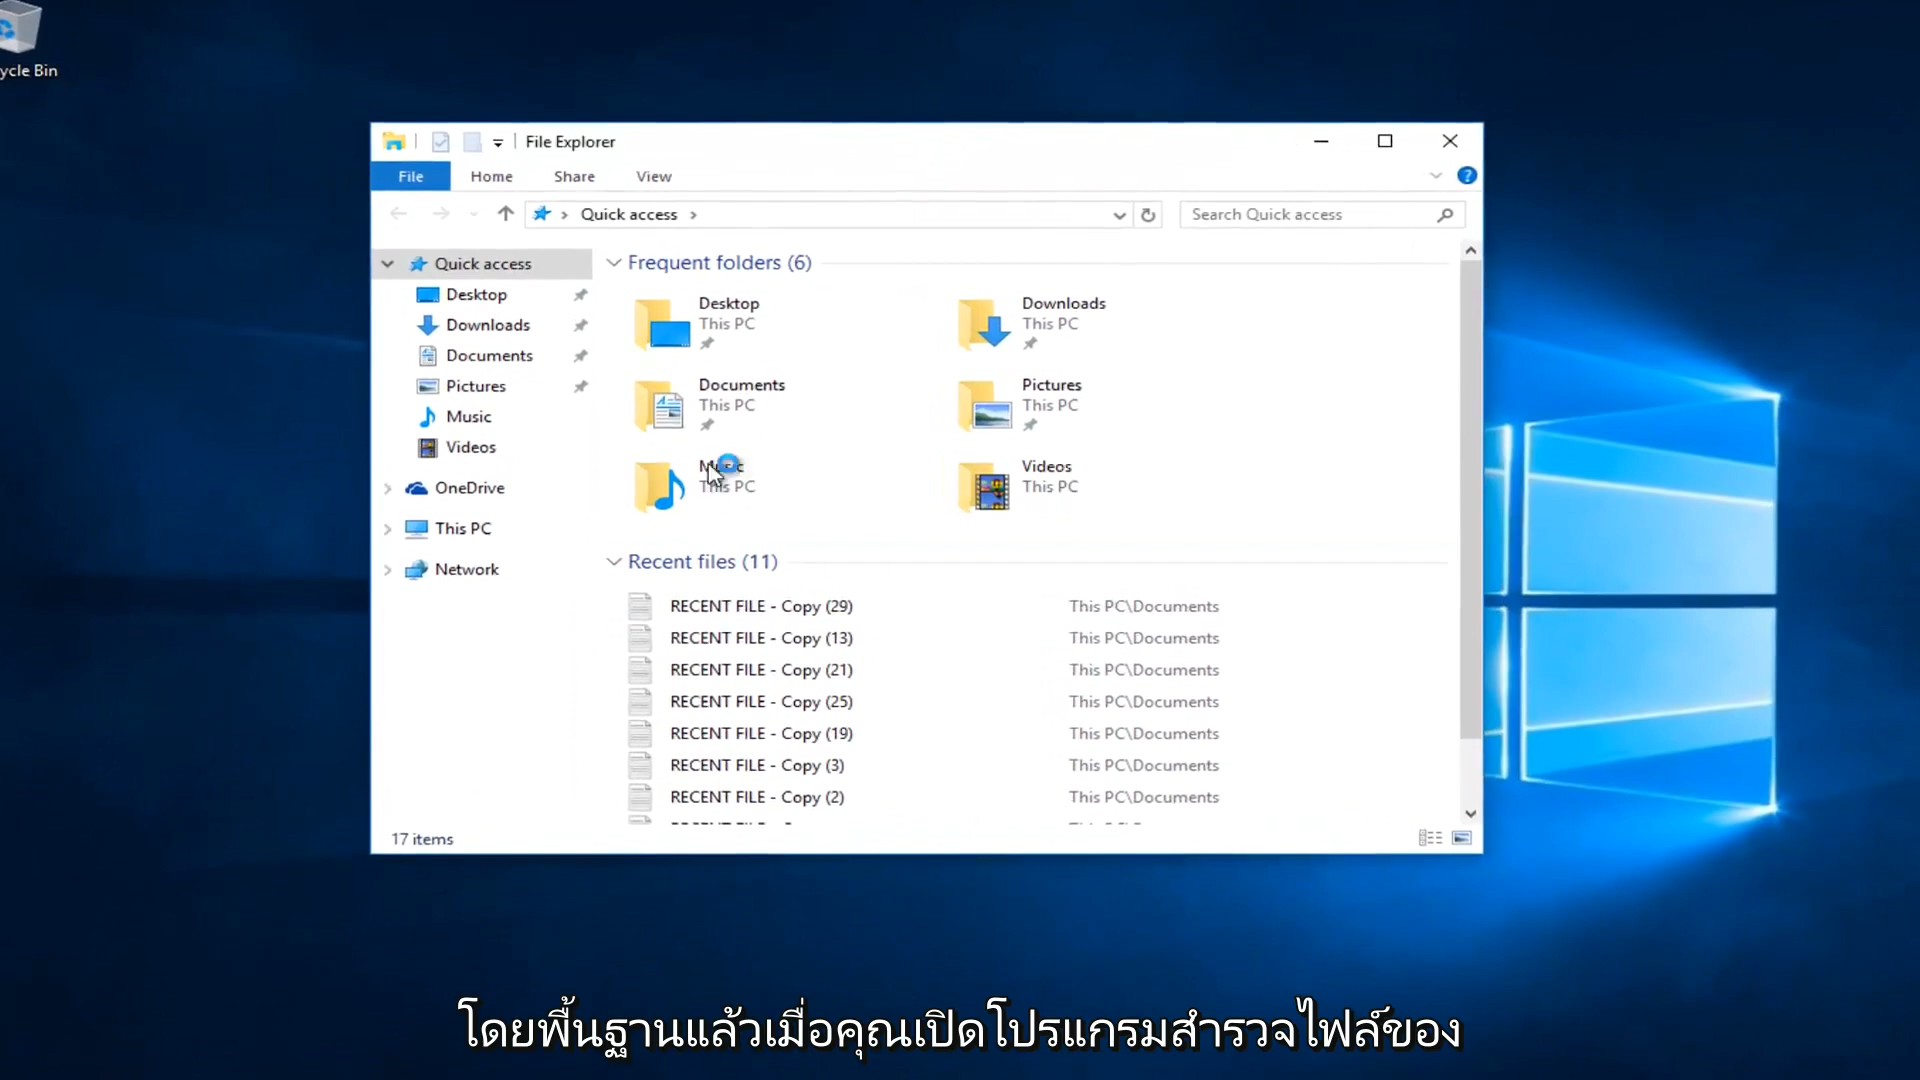 ycle Bin
File Explorer
File Home Share View
Quick access
Search Quick access
Quick access
Desktop
Downloads
Documents
Pictures
Music
Videos
OneDrive
This PC
Network
Frequent folders (6)
Desktop
This PC
Downloads
This PC
Documents
This PC
Pictures
This PC
Music
This PC
Videos
This PC
Recent files (11)
RECENT FILE - Copy (29) This PC\Documents
RECENT FILE - Copy (13) This PC\Documents
RECENT FILE - Copy (21) This PC\Documents
RECENT FILE - Copy (25) This PC\Documents
RECENT FILE - Copy (19) This PC\Documents
RECENT FILE - Copy (3) This PC\Documents
RECENT FILE - Copy (2) This PC\Documents
17 items
โดยพื้นฐานแล้วเมื่อคุณเปิดโปรแกรมสำรวจไฟล์ของ